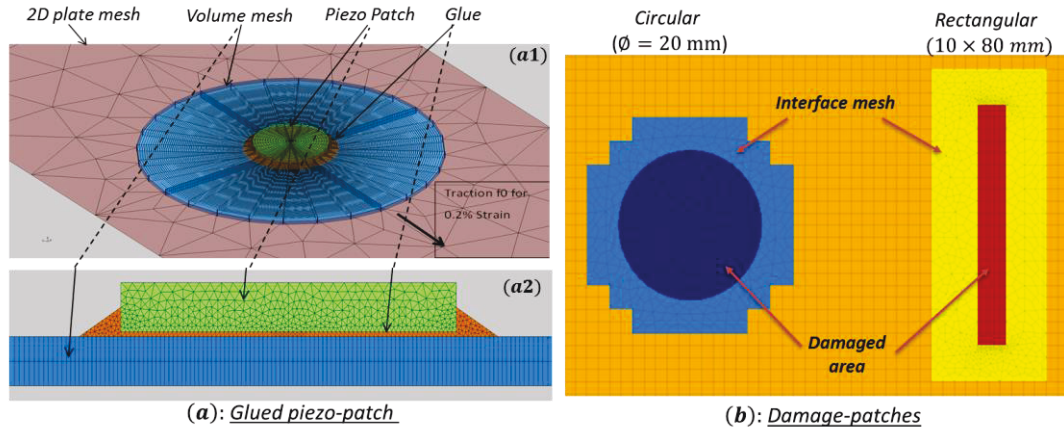 2D plate mesh
Volume mesh
Piezo Patch
Glue
(a1)
Traction f0 for
0.2% Strain
(a2)
(a): Glued piezo-patch
Circular
(Ø = 20 mm)
Rectangular
(10 × 80 mm)
Interface mesh
Damaged
area
(b): Damage-patches